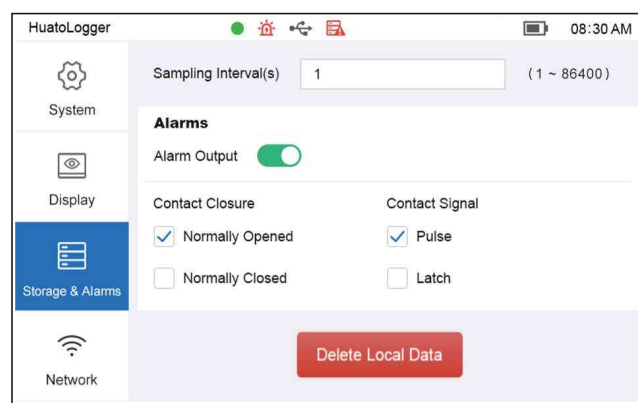 HuatoLogger 08:30 AM
System
Display
Storage & Alarms
Network
Sampling Interval(s) 1 (1 ~ 86400)
Alarms
Alarm Output
Contact Closure Contact Signal
Normally Opened Pulse
Normally Closed Latch
Delete Local Data